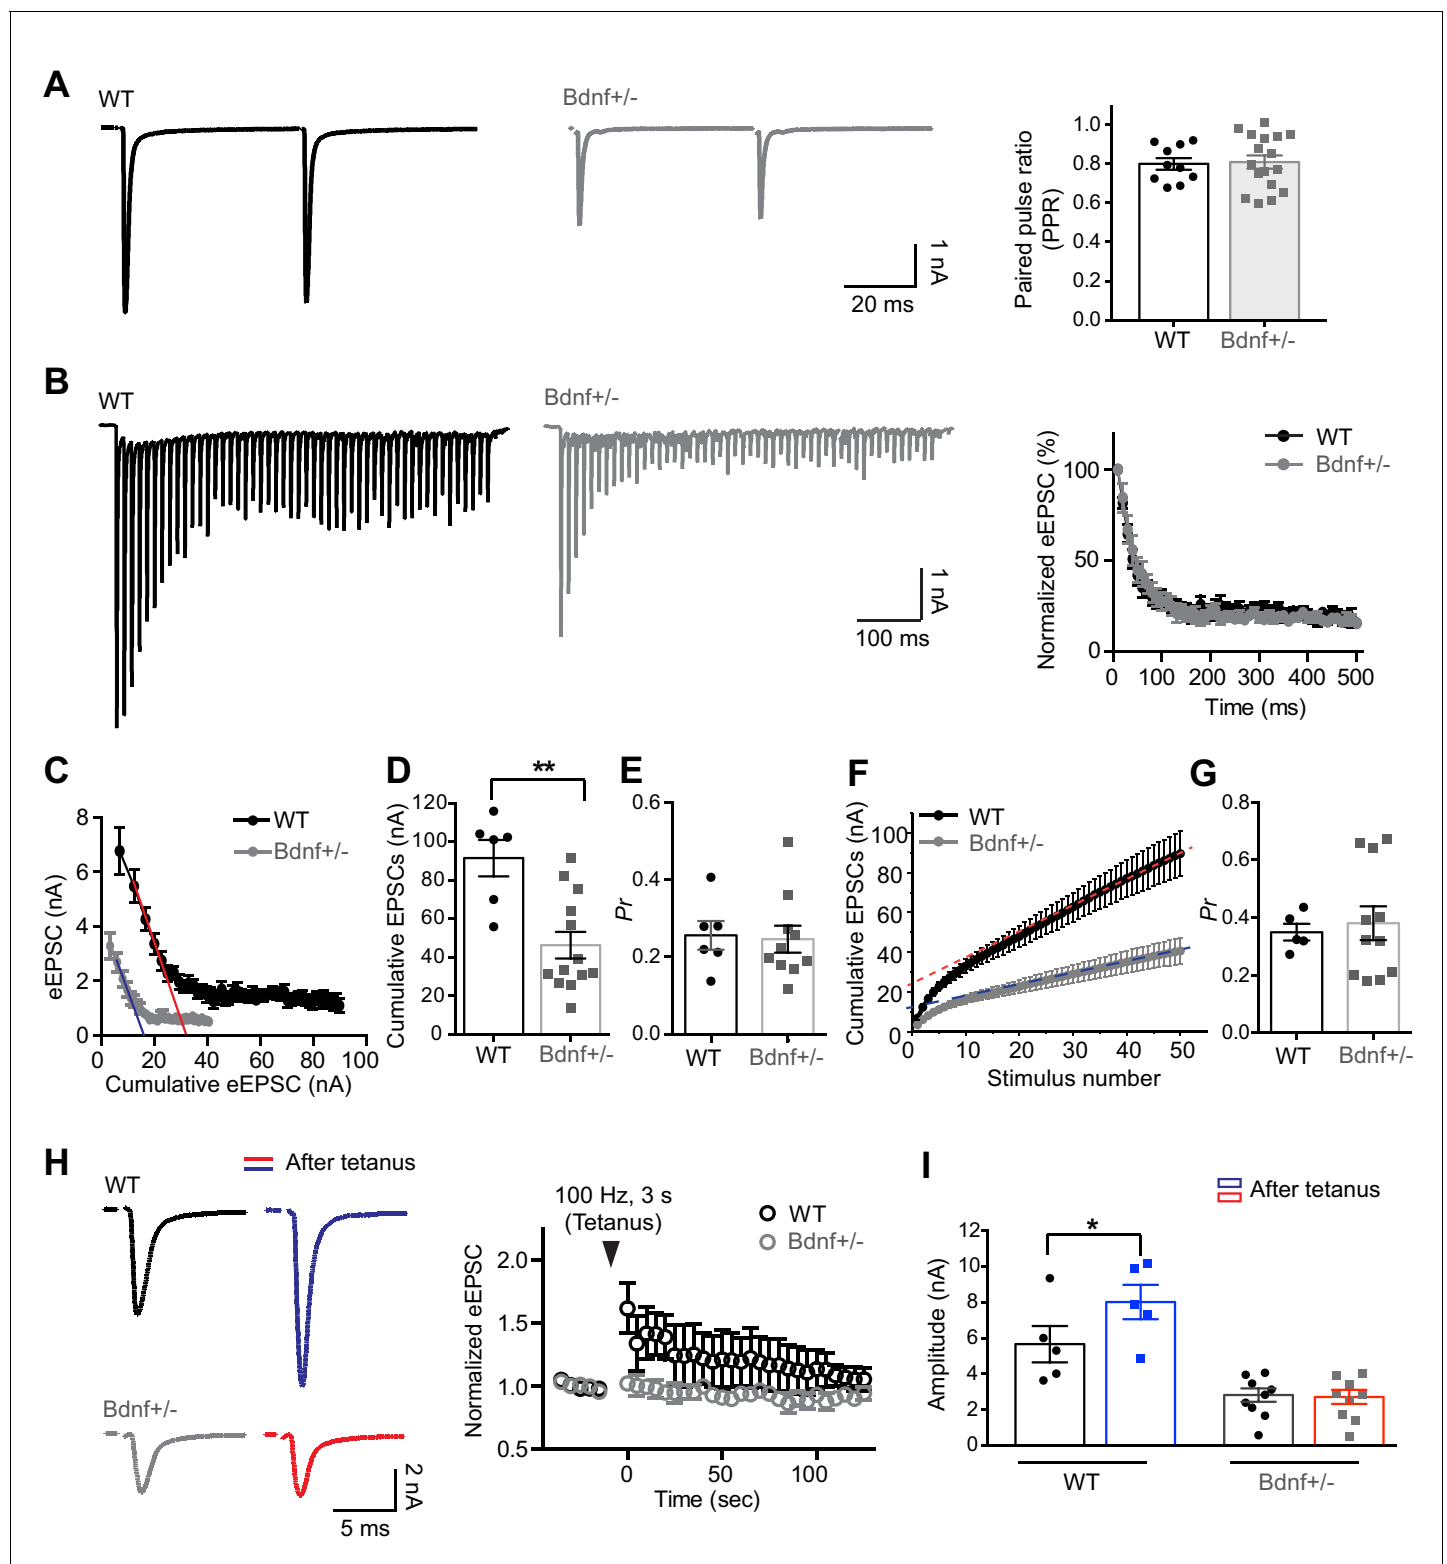 A
WT
Bdnf+/-
1 nA
20 ms
Paired pulse ratio
(PPR)
1.0
0.8
0.6
0.4
0.2
0.0
WT
Bdnf+/-
B
WT
Bdnf+/-
1 nA
100 ms
Normalized eEPSC (%)
WT
Bdnf+/-
100
50
0
0 100 200 300 400 500
Time (ms)
C
eEPSC (nA)
WT
Bdnf+/-
8
6
4
2
0
0 20 40 60 80 100
Cumulative eEPSC (nA)
D
**
Cumulative EPSCs (nA)
120
100
80
60
40
20
0
WT
Bdnf+/-
E
Pr
0.6
0.4
0.2
0.0
WT
Bdnf+/-
F
Cumulative EPSCs (nA)
WT
Bdnf+/-
100
80
60
40
20
0 10 20 30 40 50
Stimulus number
G
Pr
0.8
0.6
0.4
0.2
0.0
WT
Bdnf+/-
H
After tetanus
WT
Bdnf+/-
2 nA
5 ms
100 Hz, 3 s
(Tetanus)
WT
Bdnf+/-
Normalized eEPSC
2.0
1.5
1.0
0.5
0 50 100
Time (sec)
I
After tetanus
*
Amplitude (nA)
12
10
8
6
4
2
0
WT
Bdnf+/-